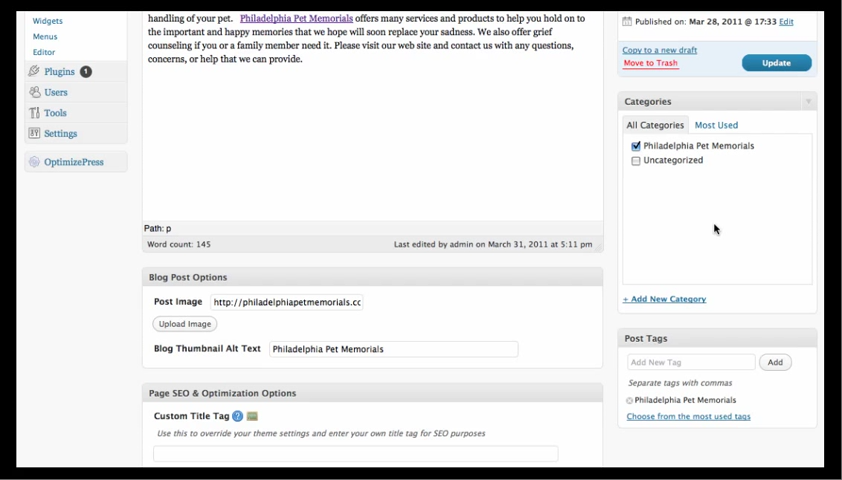 Widgets
Menus
Editor
Plugins 1
Users
Tools
Settings
OptimizePress
handling of your pet. Philadelphia Pet Memorials offers many services and products to help you hold on to
the important and happy memories that we hope will soon replace your sadness. We also offer grief
counseling if you or a family member need it. Please visit our web site and contact us with any questions,
concerns, or help that we can provide.
Path: p
Word count: 145 Last edited by admin on March 31, 2011 at 5:11 pm
Blog Post Options
Post Image http://philadelphiapetmemorials.cc
Upload Image
Blog Thumbnail Alt Text Philadelphia Pet Memorials
Page SEO & Optimization Options
Custom Title Tag ?
Use this to override your theme settings and enter your own title tag for SEO purposes
Published on: Mar 28, 2011 @ 17:33 Edit
Copy to a new draft
Move to Trash Update
Categories
All Categories Most Used
Philadelphia Pet Memorials
Uncategorized
+ Add New Category
Post Tags
Add New Tag Add
Separate tags with commas
Philadelphia Pet Memorials
Choose from the most used tags